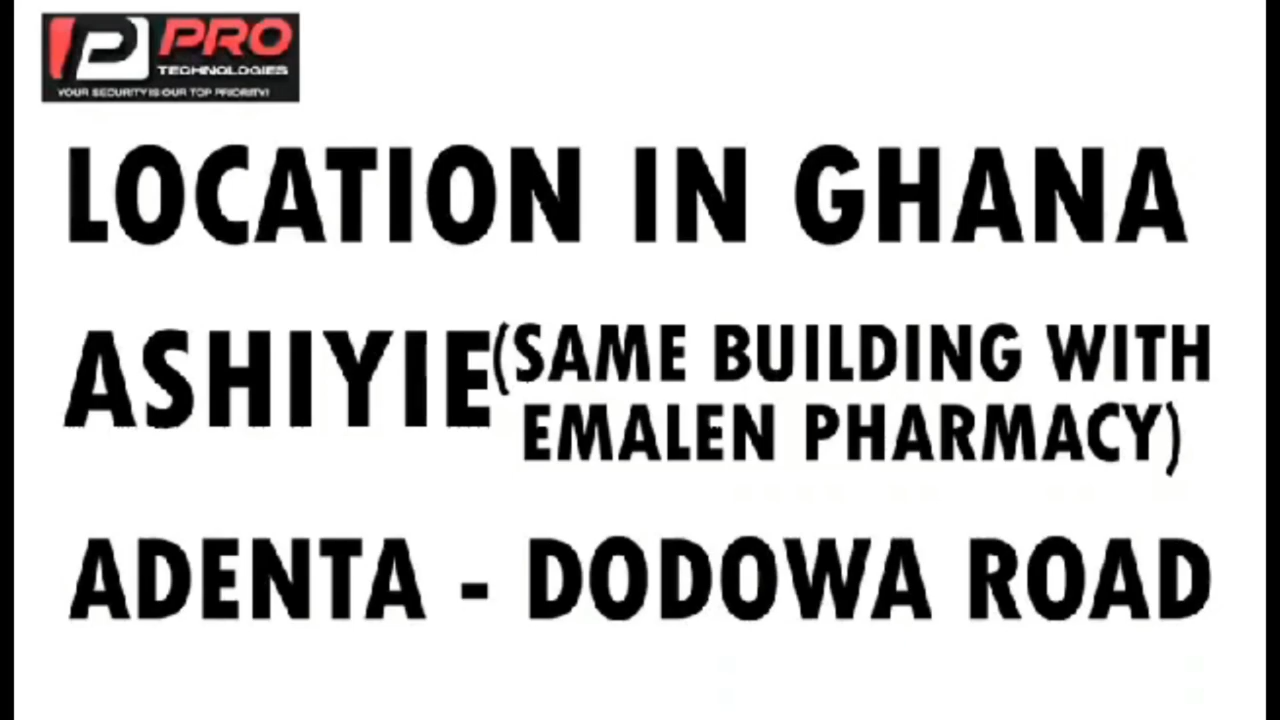 PRO
TECHNOLOGIES
YOUR SECURITY IS OUR TOP PRIORITY!
LOCATION IN GHANA
ASHIYIE (SAME BUILDING WITH
EMALEN PHARMACY)
ADENTA - DODOWA ROAD